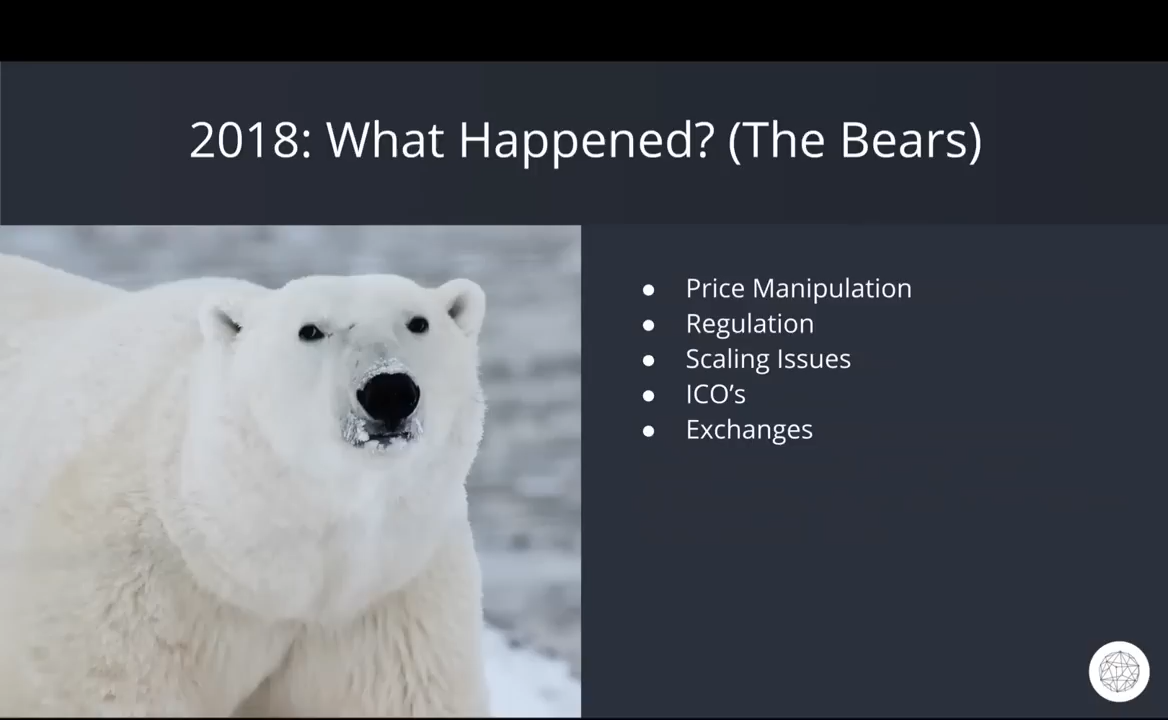 2018: What Happened? (The Bears)
● Price Manipulation
● Regulation
● Scaling Issues
● ICO’s
● Exchanges